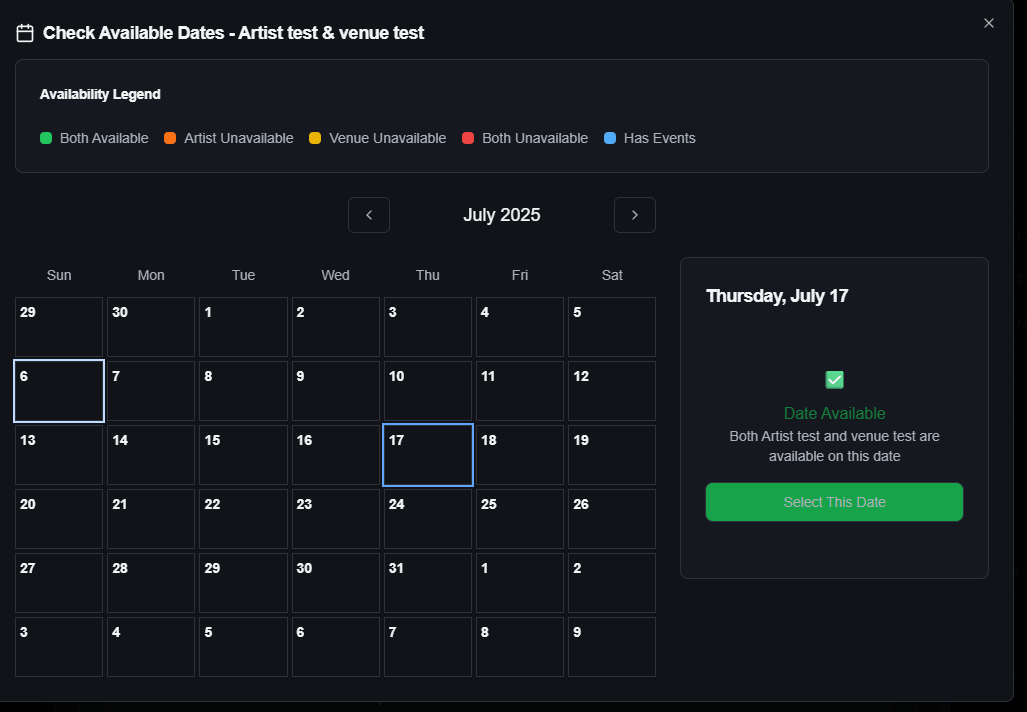 Check Available Dates - Artist test & venue test
Availability Legend
Both Available Artist Unavailable Venue Unavailable Both Unavailable Has Events
July 2025
Sun Mon Tue Wed Thu Fri Sat
29 30 1 2 3 4 5
6 7 8 9 10 11 12
13 14 15 16 17 18 19
20 21 22 23 24 25 26
27 28 29 30 31 1 2
3 4 5 6 7 8 9
Thursday, July 17
Date Available
Both Artist test and venue test are
available on this date
Select This Date